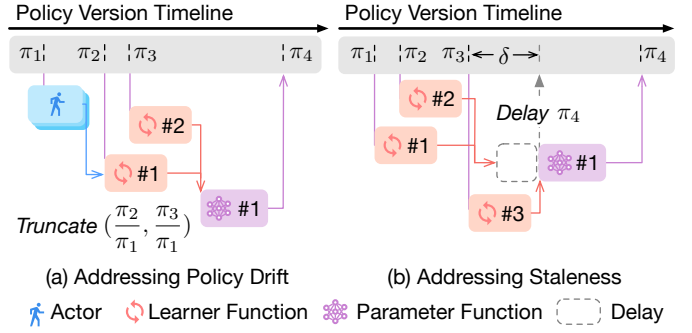 Policy Version Timeline
π1 π2 π3 π4
#2
#1
#1
Truncate (π2/π1, π3/π1)
(a) Addressing Policy Drift
Policy Version Timeline
π1 π2 π3 δ π4
#2
Delay π4
#1
#1
#3
(b) Addressing Staleness
Actor Learner Function Parameter Function Delay